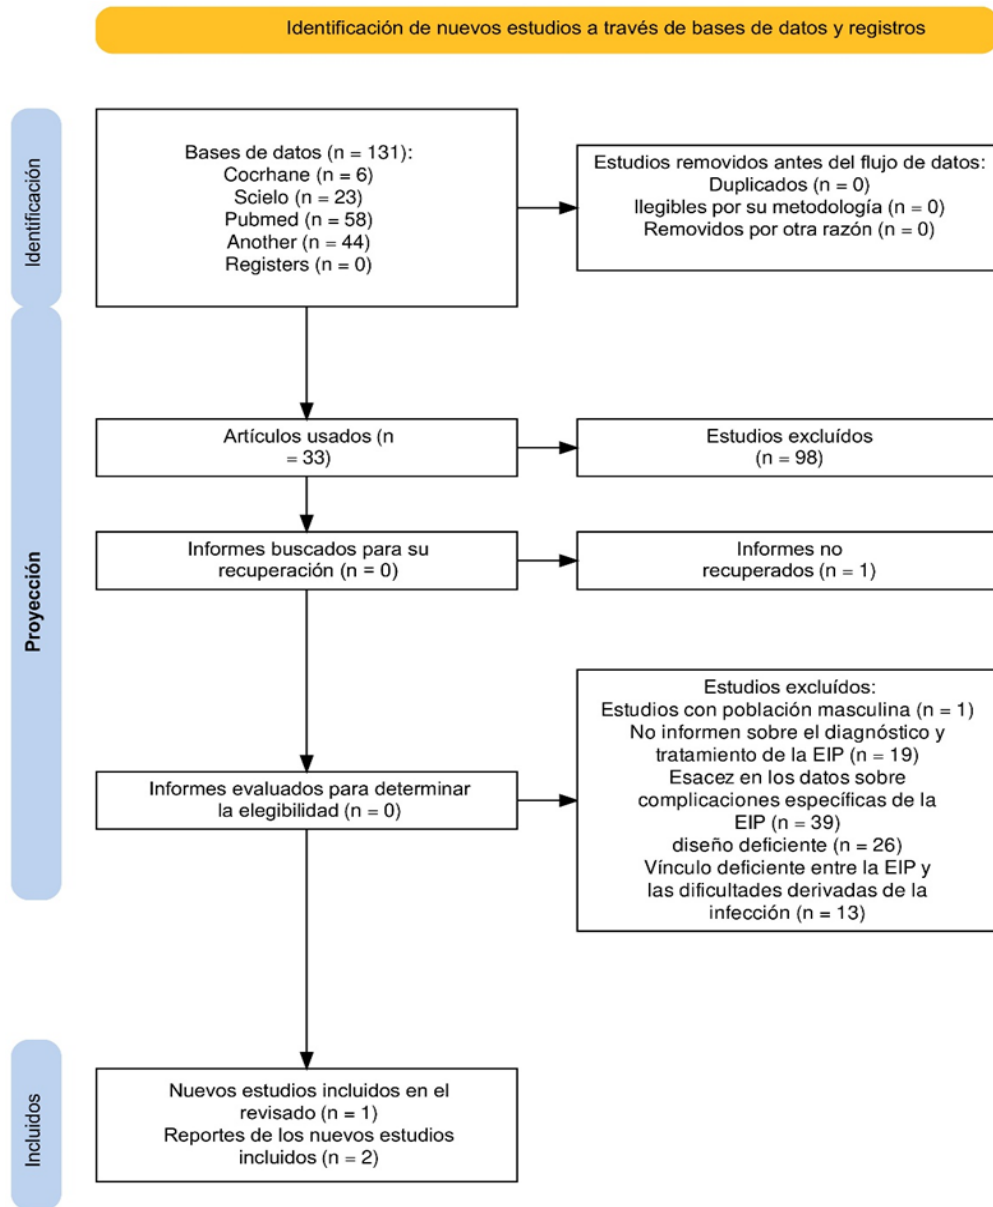 Identificación de nuevos estudios a través de bases de datos y registros
Identificación
Bases de datos (n = 131):
Cocrhane (n = 6)
Scielo (n = 23)
Pubmed (n = 58)
Another (n = 44)
Registers (n = 0)
Estudios removidos antes del flujo de datos:
Duplicados (n = 0)
Ilegibles por su metodología (n = 0)
Removidos por otra razón (n = 0)
Proyección
Artículos usados (n
= 33)
Estudios excluídos
(n = 98)
Informes buscados para su
recuperación (n = 0)
Informes no
recuperados (n = 1)
Informes evaluados para determinar
la elegibilidad (n = 0)
Estudios excluídos:
Estudios con población masculina (n = 1)
No informen sobre el diagnóstico y
tratamiento de la EIP (n = 19)
Esacez en los datos sobre
complicaciones específicas de la
EIP (n = 39)
diseño deficiente (n = 26)
Vínculo deficiente entre la EIP y
las dificultades derivadas de la
infección (n = 13)
Incluidos
Nuevos estudios incluidos en el
revisado (n = 1)
Reportes de los nuevos estudios
incluidos (n = 2)